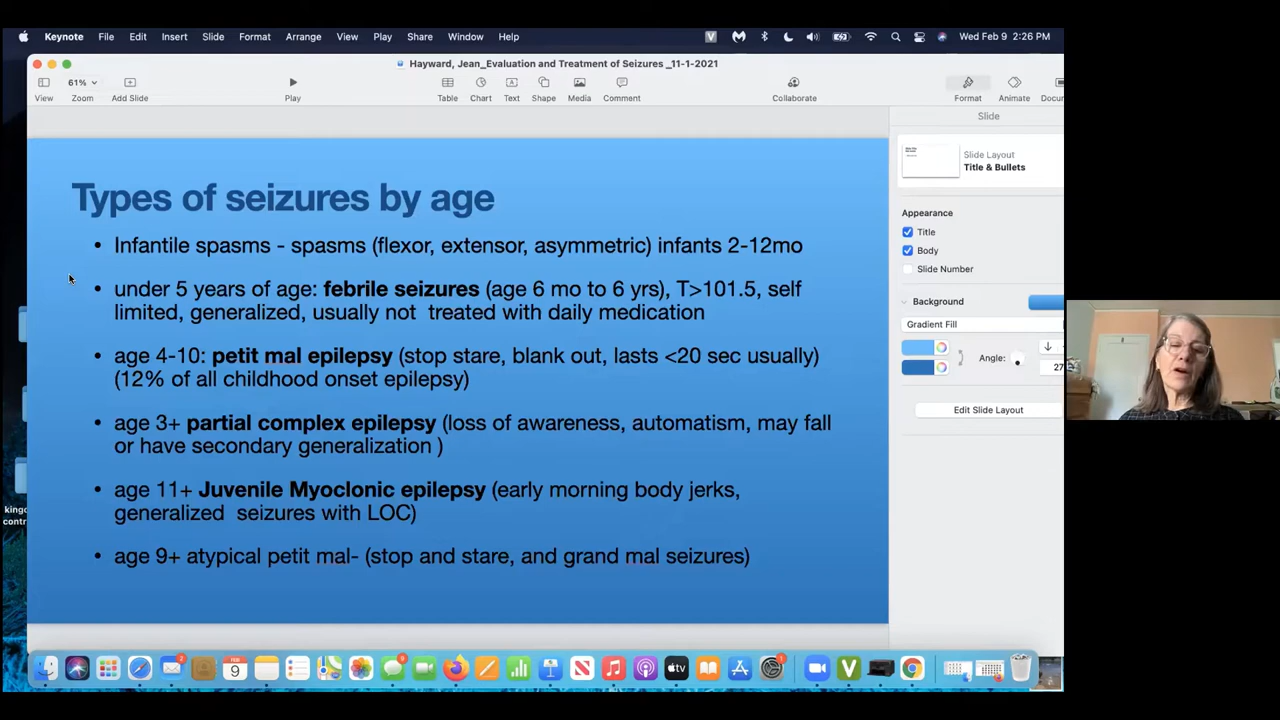 Keynote File Edit Insert Slide Format Arrange View Play Share Window Help Wed Feb 9 2:26 PM
Hayward, Jean_Evaluation and Treatment of Seizures _11-1-2021
61%
View Zoom Add Slide Play Table Chart Text Shape Media Comment Collaborate Format Animate Docu
Slide
Slide Layout
Title & Bullets
Appearance
Title
Body
Slide Number
Background
Gradient Fill
Angle:
27
Edit Slide Layout
Types of seizures by age
• Infantile spasms - spasms (flexor, extensor, asymmetric) infants 2-12mo
• under 5 years of age: febrile seizures (age 6 mo to 6 yrs), T>101.5, self
limited, generalized, usually not treated with daily medication
• age 4-10: petit mal epilepsy (stop stare, blank out, lasts <20 sec usually)
(12% of all childhood onset epilepsy)
• age 3+ partial complex epilepsy (loss of awareness, automatism, may fall
or have secondary generalization )
• age 11+ Juvenile Myoclonic epilepsy (early morning body jerks,
generalized seizures with LOC)
• age 9+ atypical petit mal- (stop and stare, and grand mal seizures)
9
tv